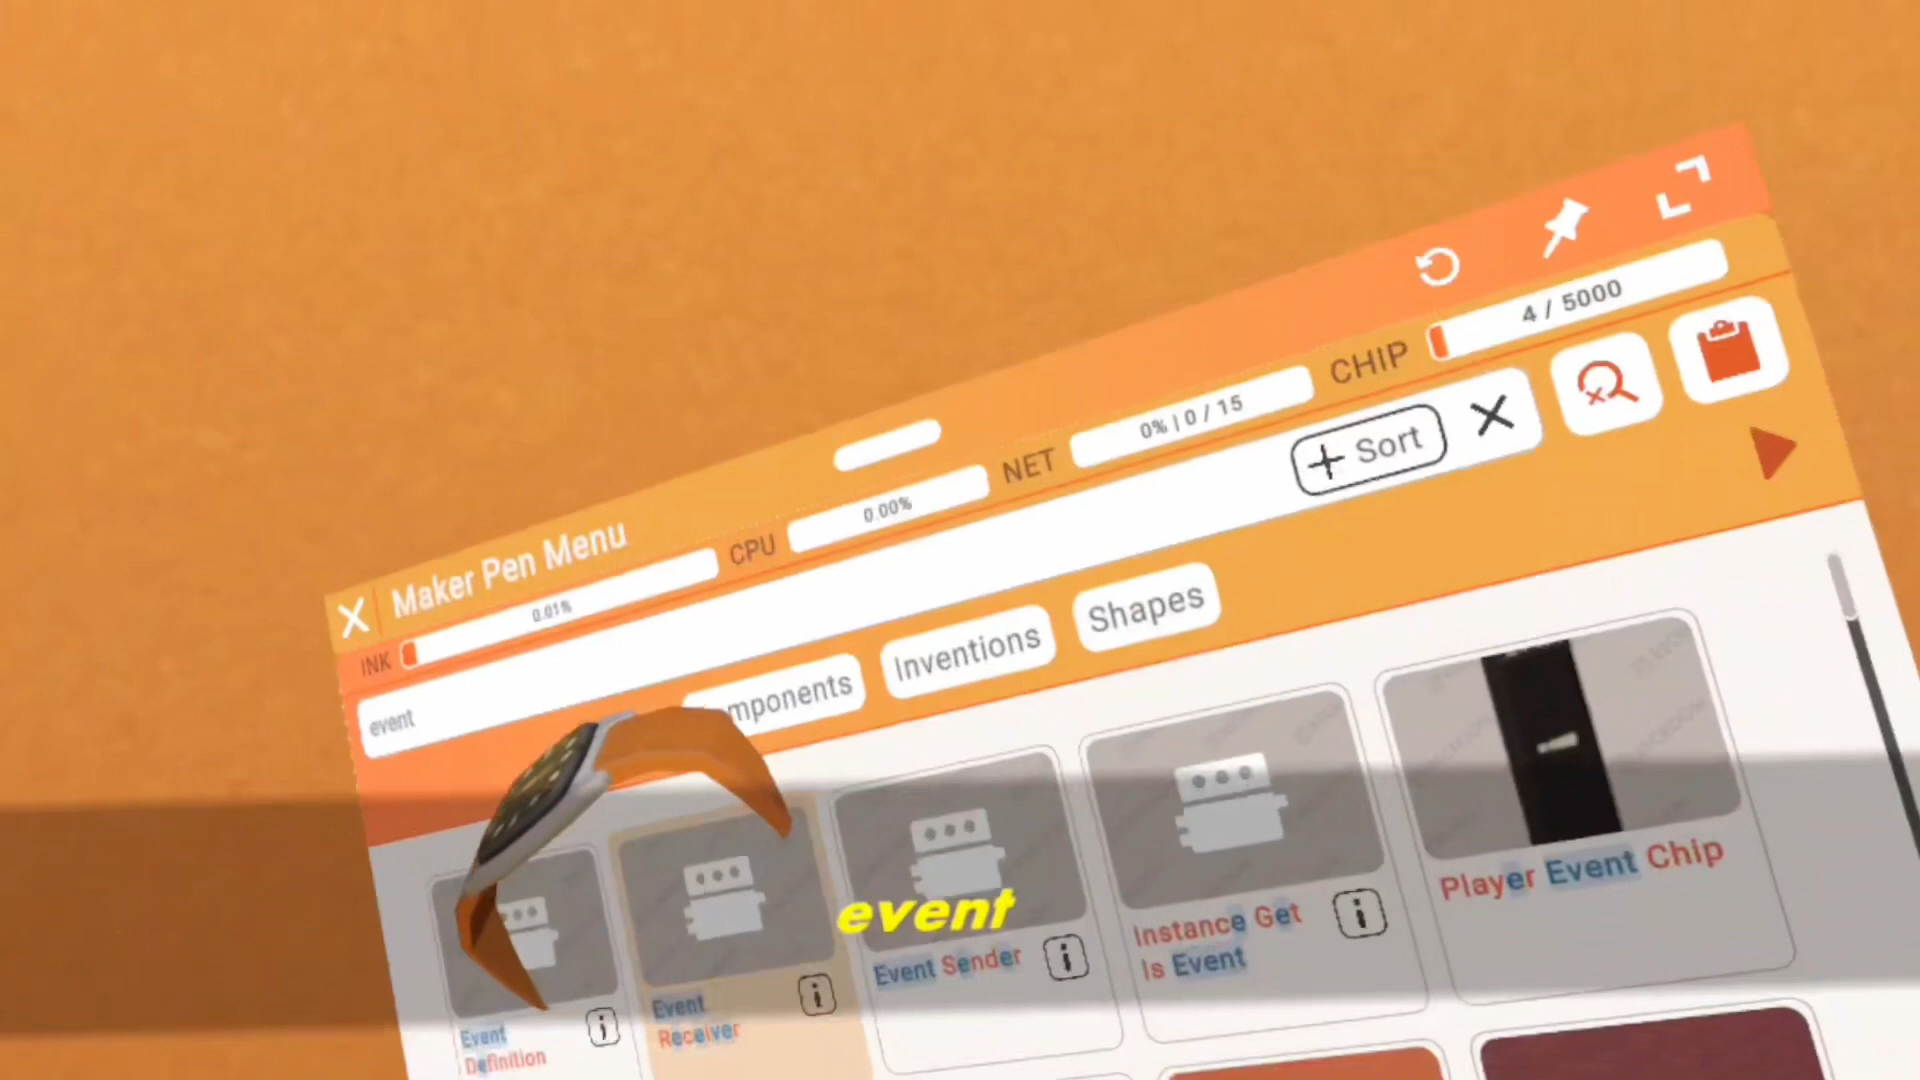 Maker Pen Menu
INK
0.01%
CPU
0.00%
NET
0% | 0 / 15
CHIP
4 / 5000
event
Sort
mponents
Inventions
Shapes
Event
Definition
Event
Receiver
Event Sender
Instance Get
Is Event
Player Event Chip
event